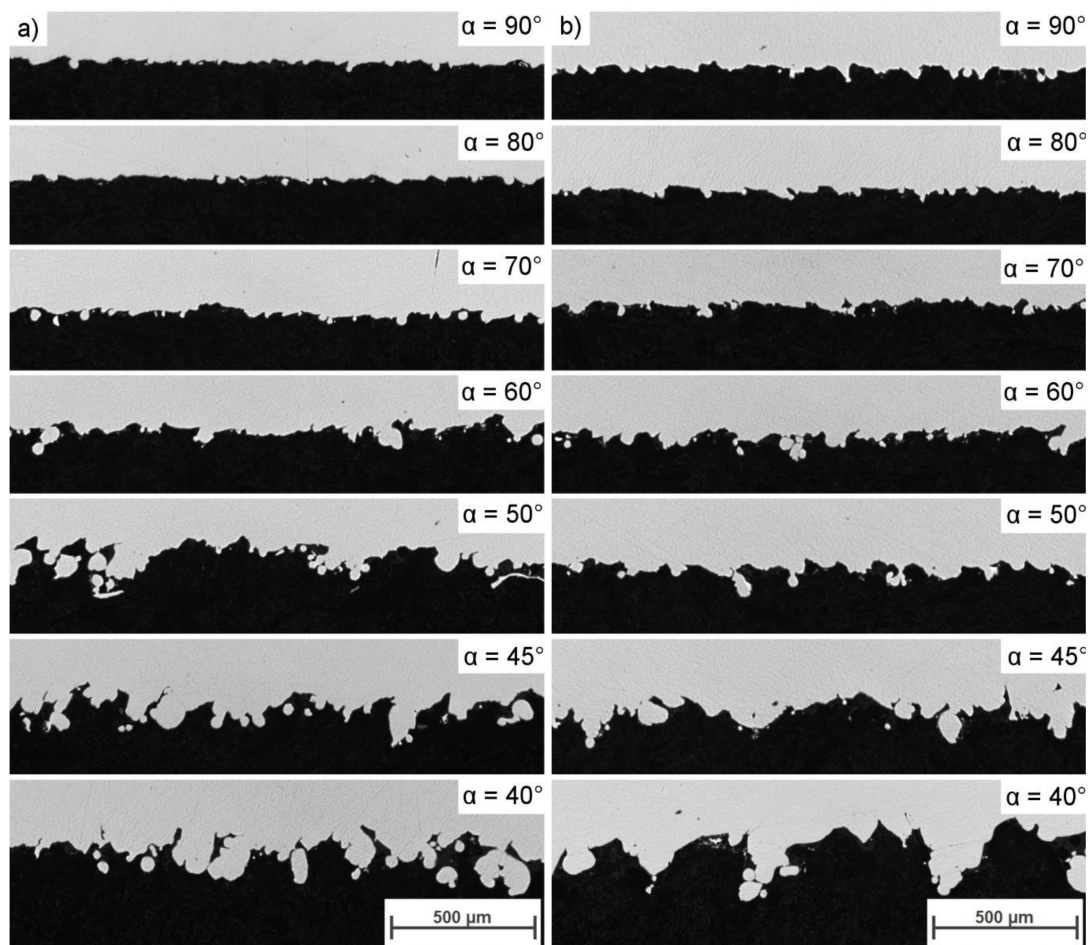 a)
α = 90°
b)
α = 90°
α = 80°
α = 80°
α = 70°
α = 70°
α = 60°
α = 60°
α = 50°
α = 50°
α = 45°
α = 45°
α = 40°
α = 40°
500 µm
500 µm